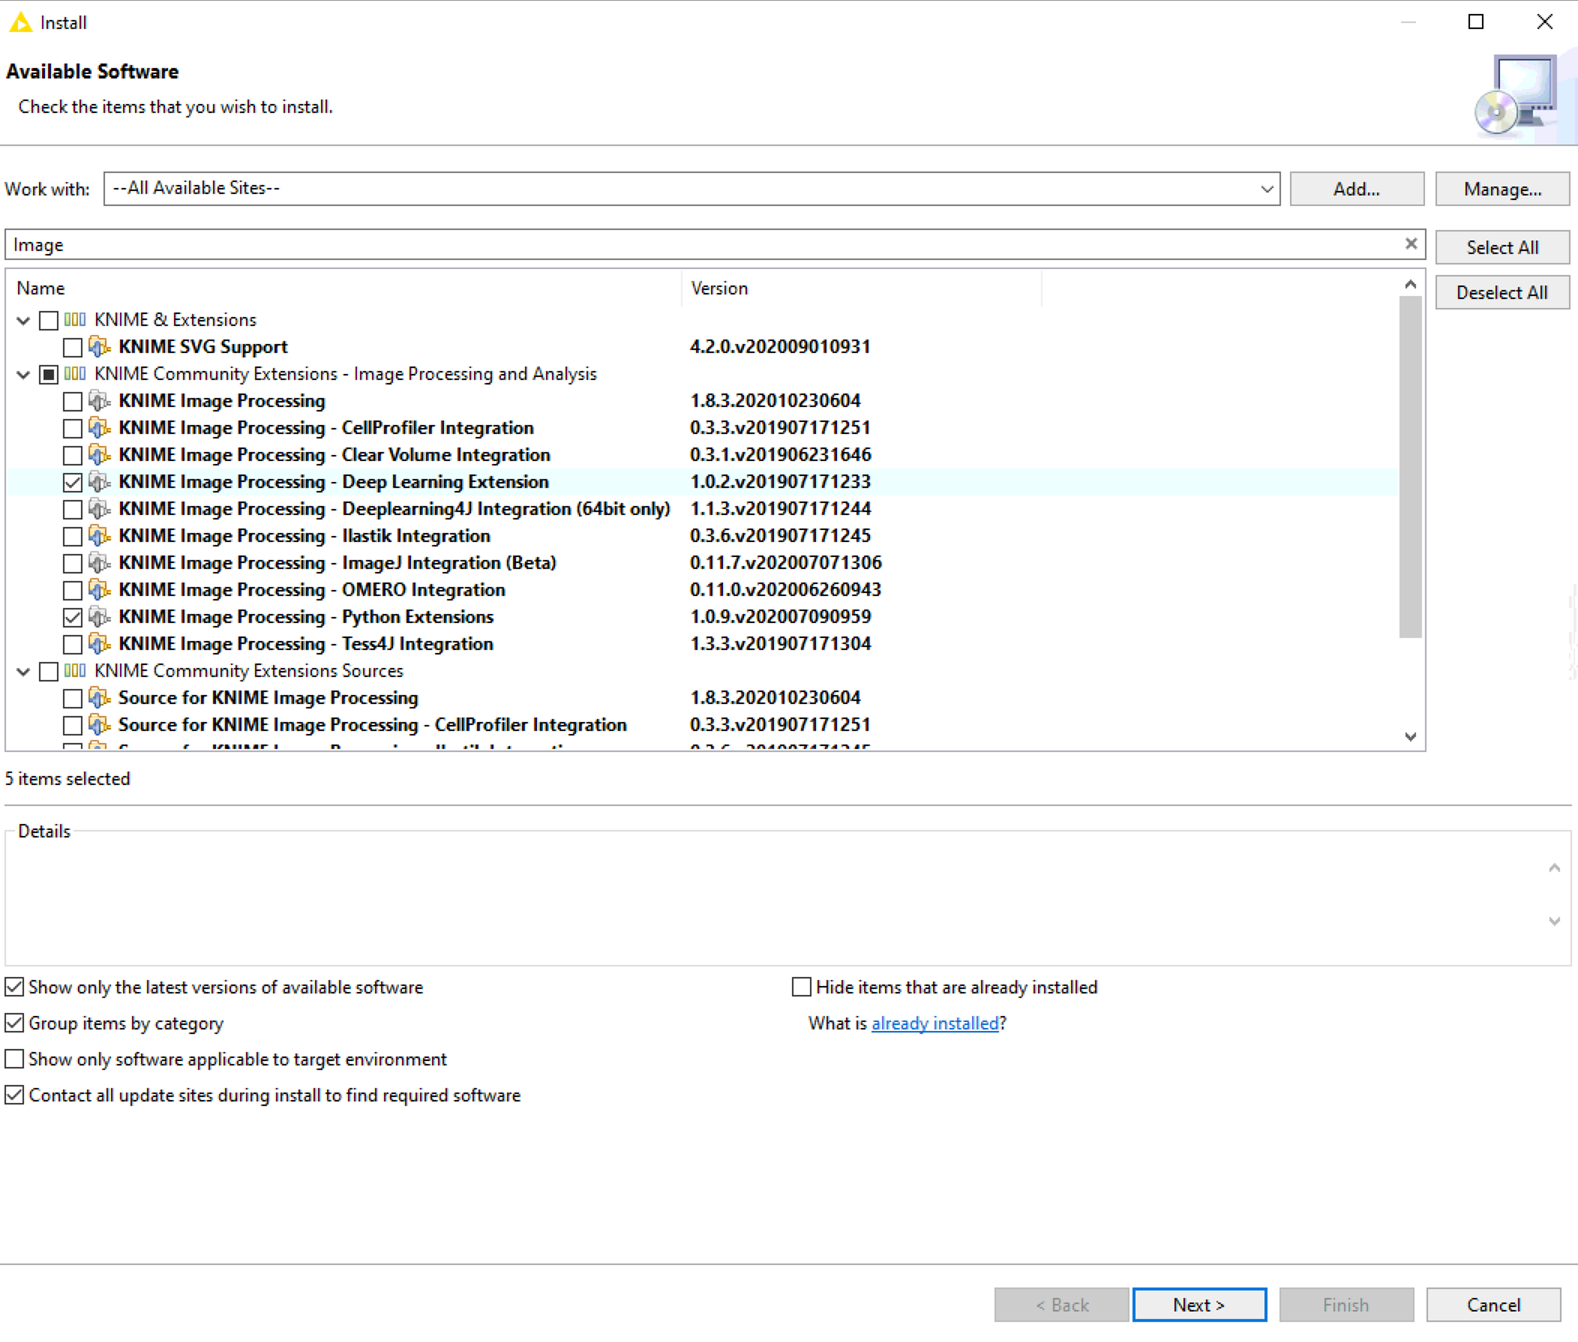 Install
Available Software
Check the items that you wish to install.
Work with: --All Available Sites-- Add... Manage...
Image Select All
Deselect All
Name Version
KNIME & Extensions
KNIME SVG Support 4.2.0.v202009010931
KNIME Community Extensions - Image Processing and Analysis
KNIME Image Processing 1.8.3.202010230604
KNIME Image Processing - CellProfiler Integration 0.3.3.v201907171251
KNIME Image Processing - Clear Volume Integration 0.3.1.v201906231646
KNIME Image Processing - Deep Learning Extension 1.0.2.v201907171233
KNIME Image Processing - Deeplearning4J Integration (64bit only) 1.1.3.v201907171244
KNIME Image Processing - Ilastik Integration 0.3.6.v201907171245
KNIME Image Processing - ImageJ Integration (Beta) 0.11.7.v202007071306
KNIME Image Processing - OMERO Integration 0.11.0.v202006260943
KNIME Image Processing - Python Extensions 1.0.9.v202007090959
KNIME Image Processing - Tess4J Integration 1.3.3.v201907171304
KNIME Community Extensions Sources
Source for KNIME Image Processing 1.8.3.202010230604
Source for KNIME Image Processing - CellProfiler Integration 0.3.3.v201907171251
5 items selected
Details
Show only the latest versions of available software Hide items that are already installed
Group items by category What is already installed?
Show only software applicable to target environment
Contact all update sites during install to find required software
< Back Next > Finish Cancel